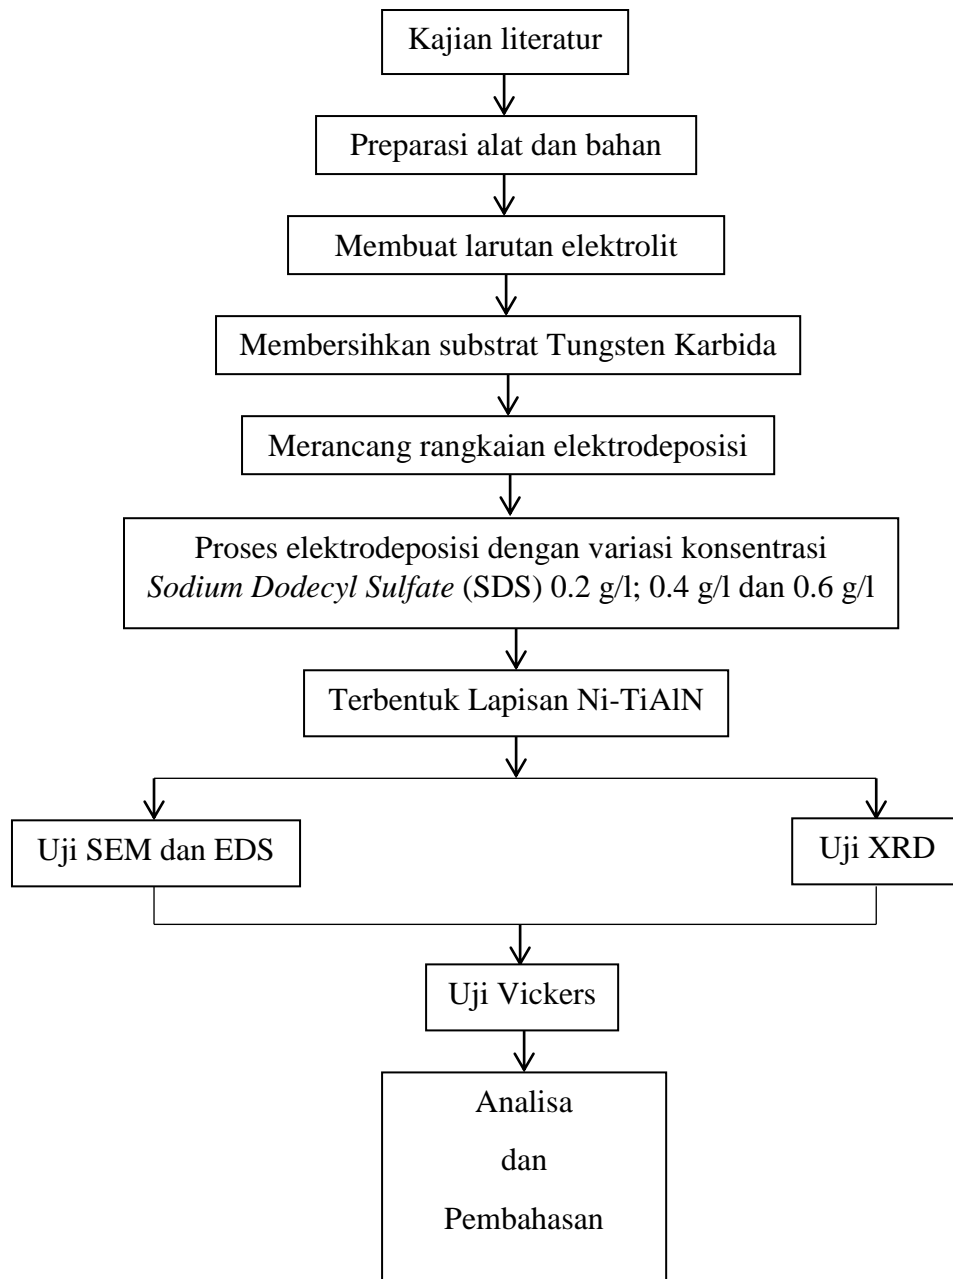 Kajian literatur
Preparasi alat dan bahan
Membuat larutan elektrolit
Membersihkan substrat Tungsten Karbida
Merancang rangkaian elektrodeposisi
Proses elektrodeposisi dengan variasi konsentrasi
Sodium Dodecyl Sulfate (SDS) 0.2 g/l; 0.4 g/l dan 0.6 g/l
Terbentuk Lapisan Ni-TiAlN
Uji SEM dan EDS
Uji XRD
Uji Vickers
Analisa
dan
Pembahasan